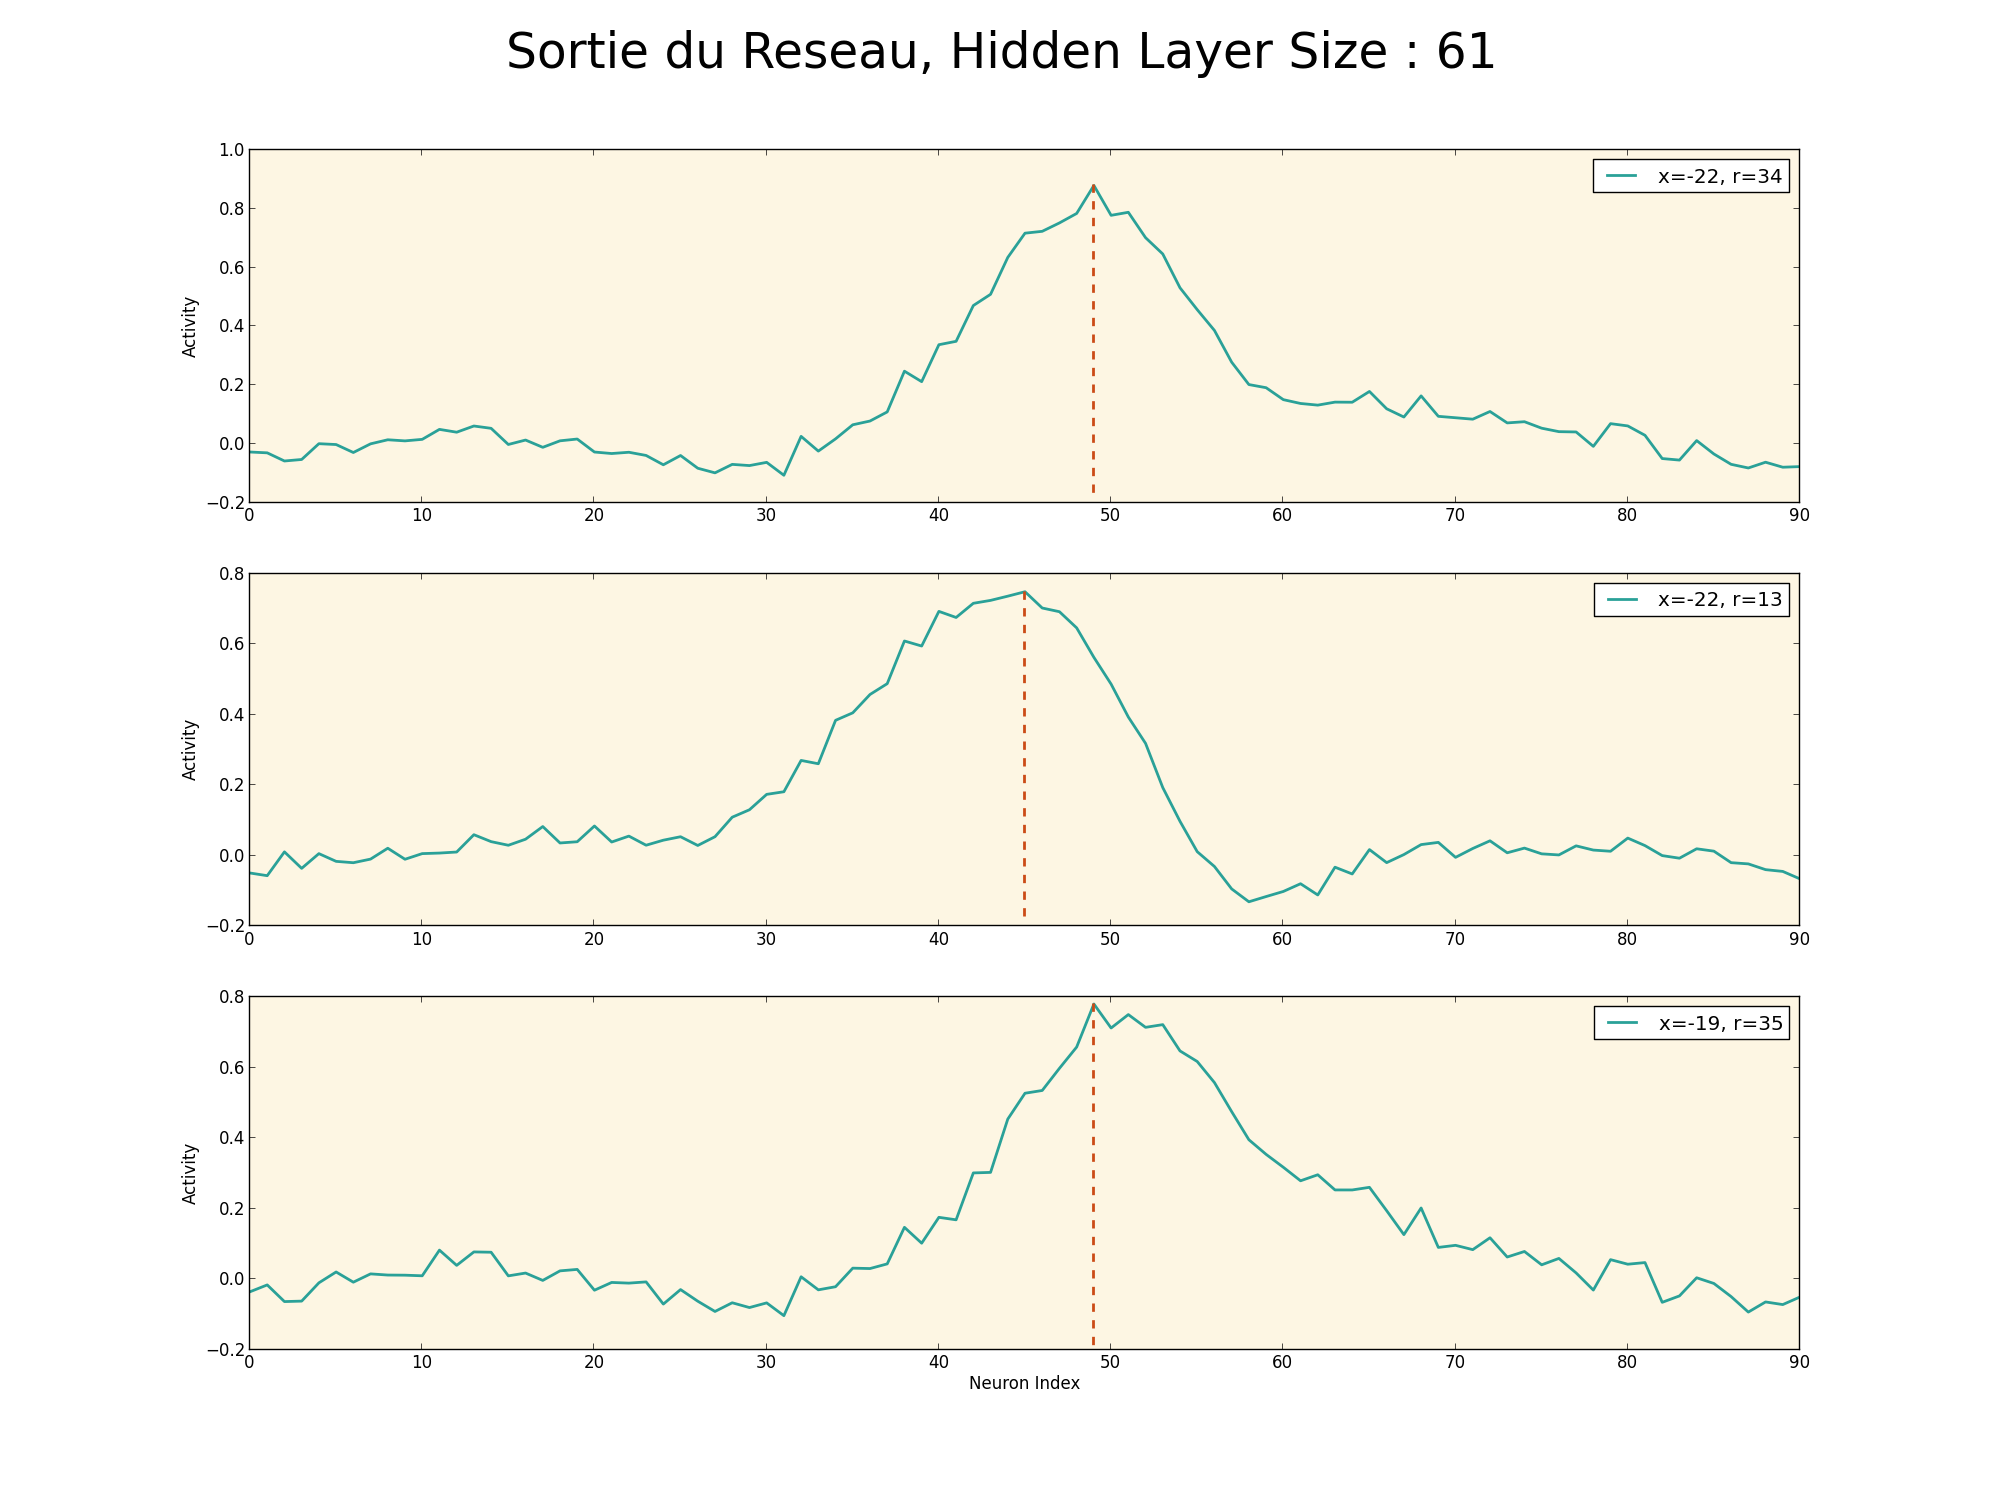 Sortie du Reseau, Hidden Layer Size : 61
1.0
0.8
0.6
0.4
0.2
0.0
−0.2
Activity
x=-22, r=34
0 10 20 30 40 50 60 70 80 90
0.8
0.6
0.4
0.2
0.0
−0.2
Activity
x=-22, r=13
0 10 20 30 40 50 60 70 80 90
0.8
0.6
0.4
0.2
0.0
−0.2
Activity
x=-19, r=35
0 10 20 30 40 50 60 70 80 90
Neuron Index